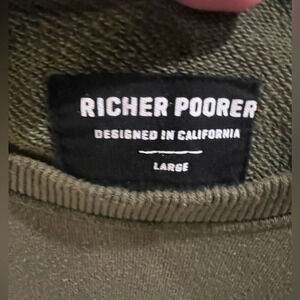 RICHER POORER
DESIGNED IN CALIFORNIA
LARGE